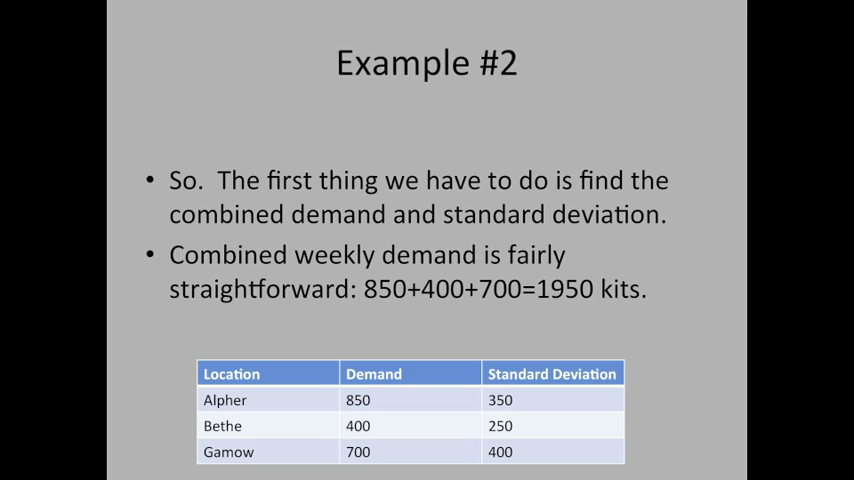 Example #2
• So.  The first thing we have to do is find the
combined demand and standard deviation.
• Combined weekly demand is fairly
straightforward: 850+400+700=1950 kits.
Location Demand Standard Deviation
Alpher 850 350
Bethe 400 250
Gamow 700 400